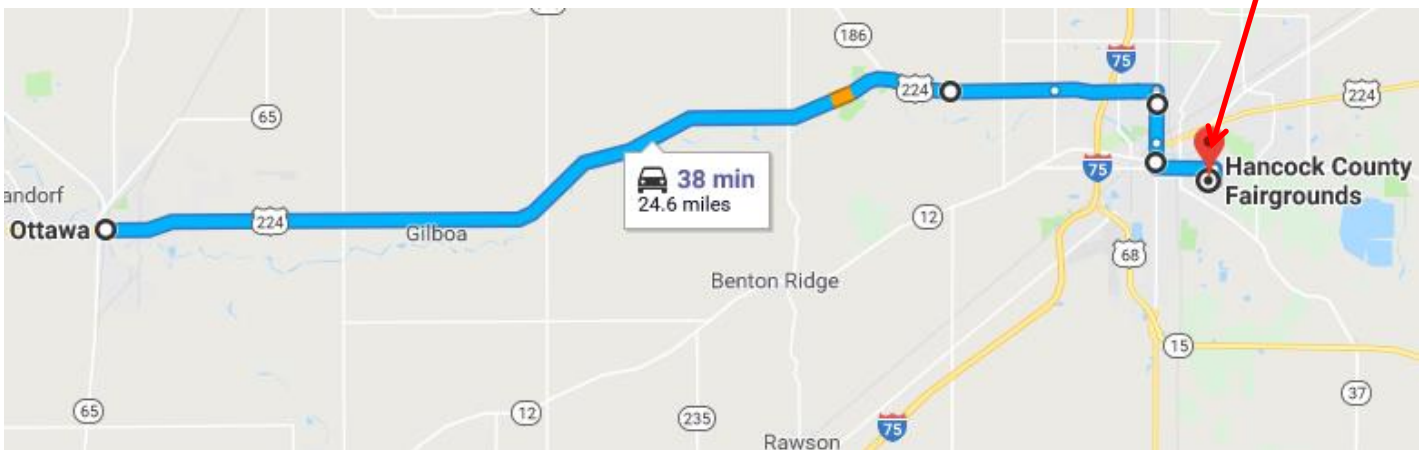 186
75
224
224
65
38 min
24.6 miles
75
Hancock County
Fairgrounds
andorf
Ottawa
224
Gilboa
12
68
Benton Ridge
15
65
12
235
75
Rawson
37